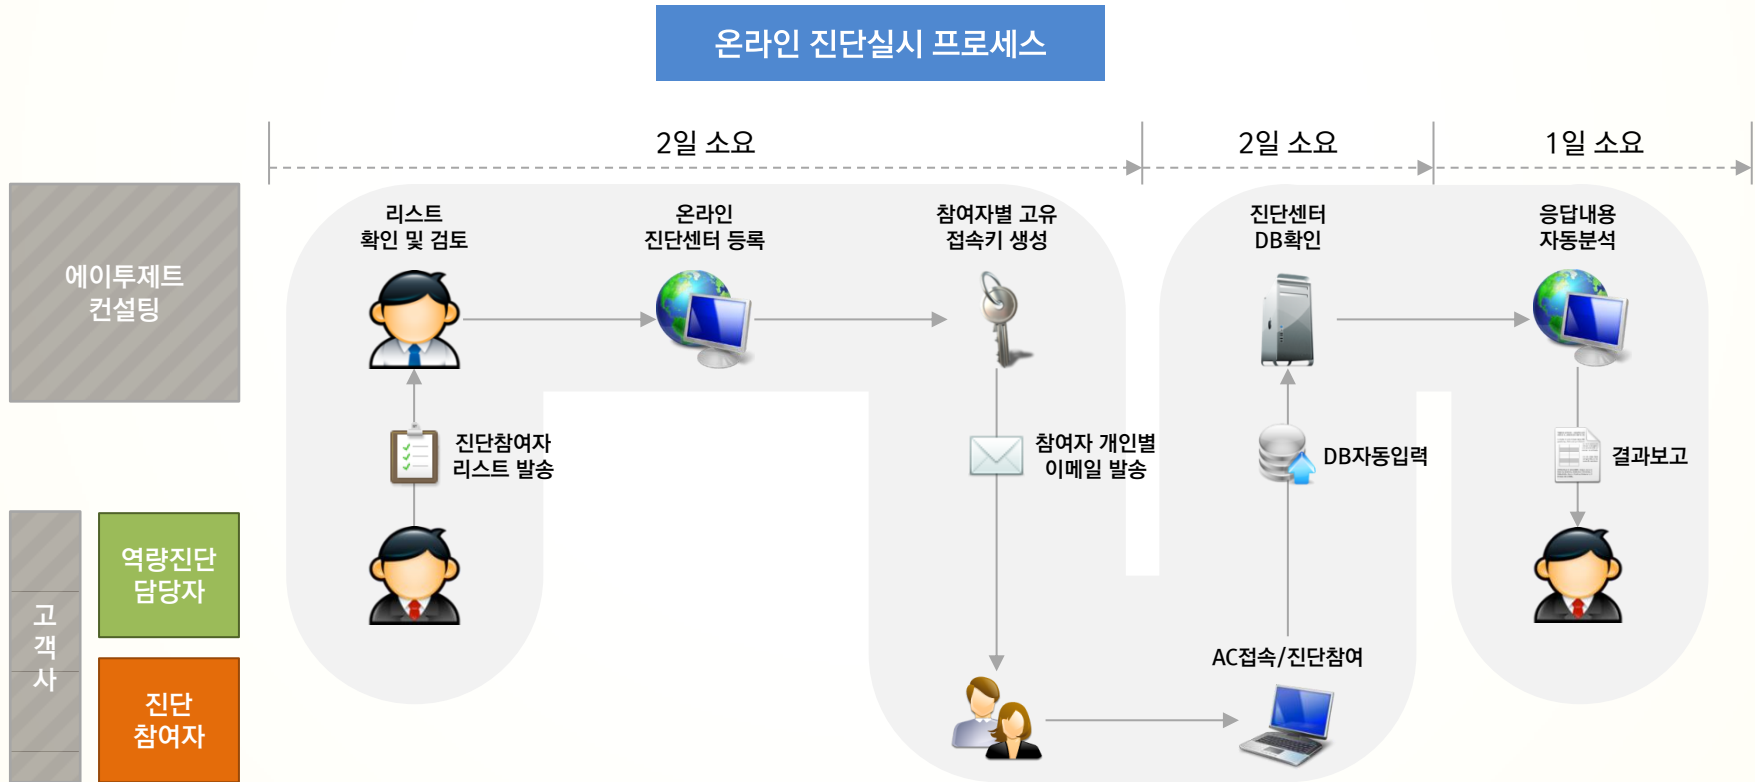 온라인 진단실시 프로세스
2일 소요
2일 소요
1일 소요
에이투제트
컨설팅
리스트
확인 및 검토
온라인
진단센터 등록
참여자별 고유
접속키 생성
진단센터
DB확인
응답내용
자동분석
진단참여자
리스트 발송
참여자 개인별
이메일 발송
DB자동입력
결과보고
고
객
사
역량진단
담당자
진단
참여자
AC접속/진단참여